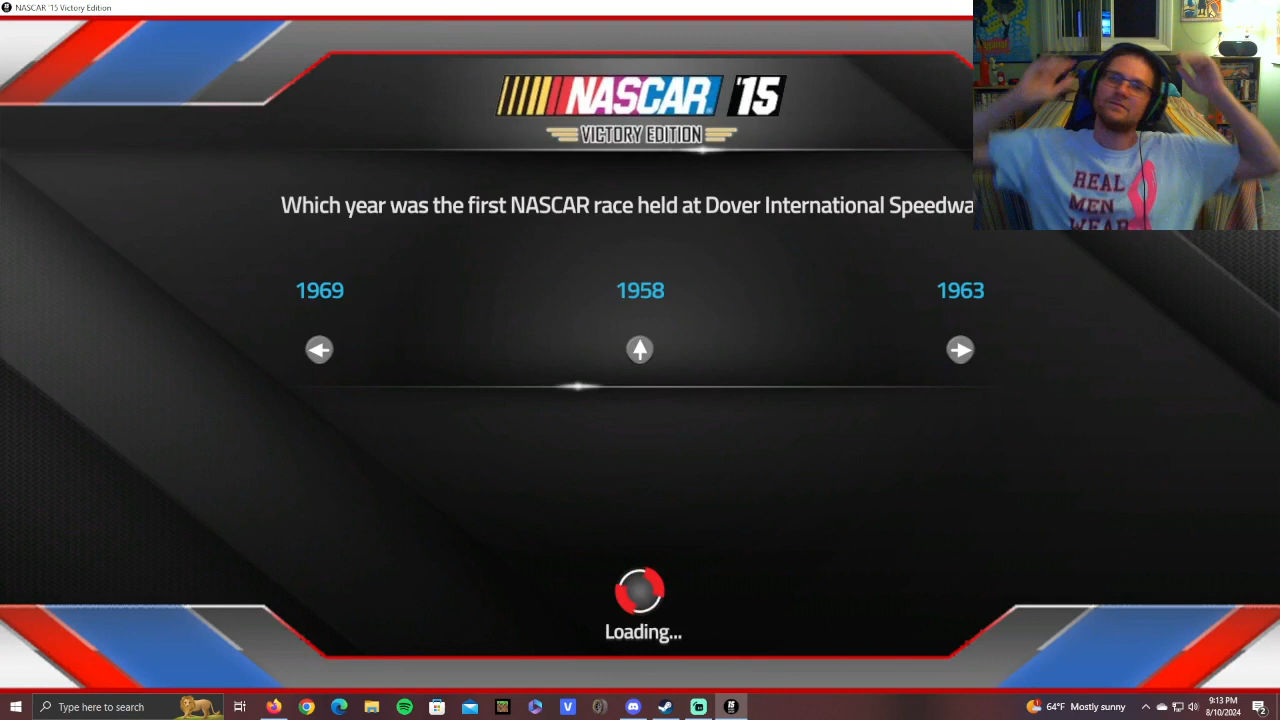 NASCAR '15 Victory Edition
NASCAR '15
VICTORY EDITION
Which year was the first NASCAR race held at Dover International Speedwa
1969
1958
1963
Loading...
REAL
MEN
WEAR
Type here to search
64°F Mostly sunny
9:13 PM
8/10/2024
2